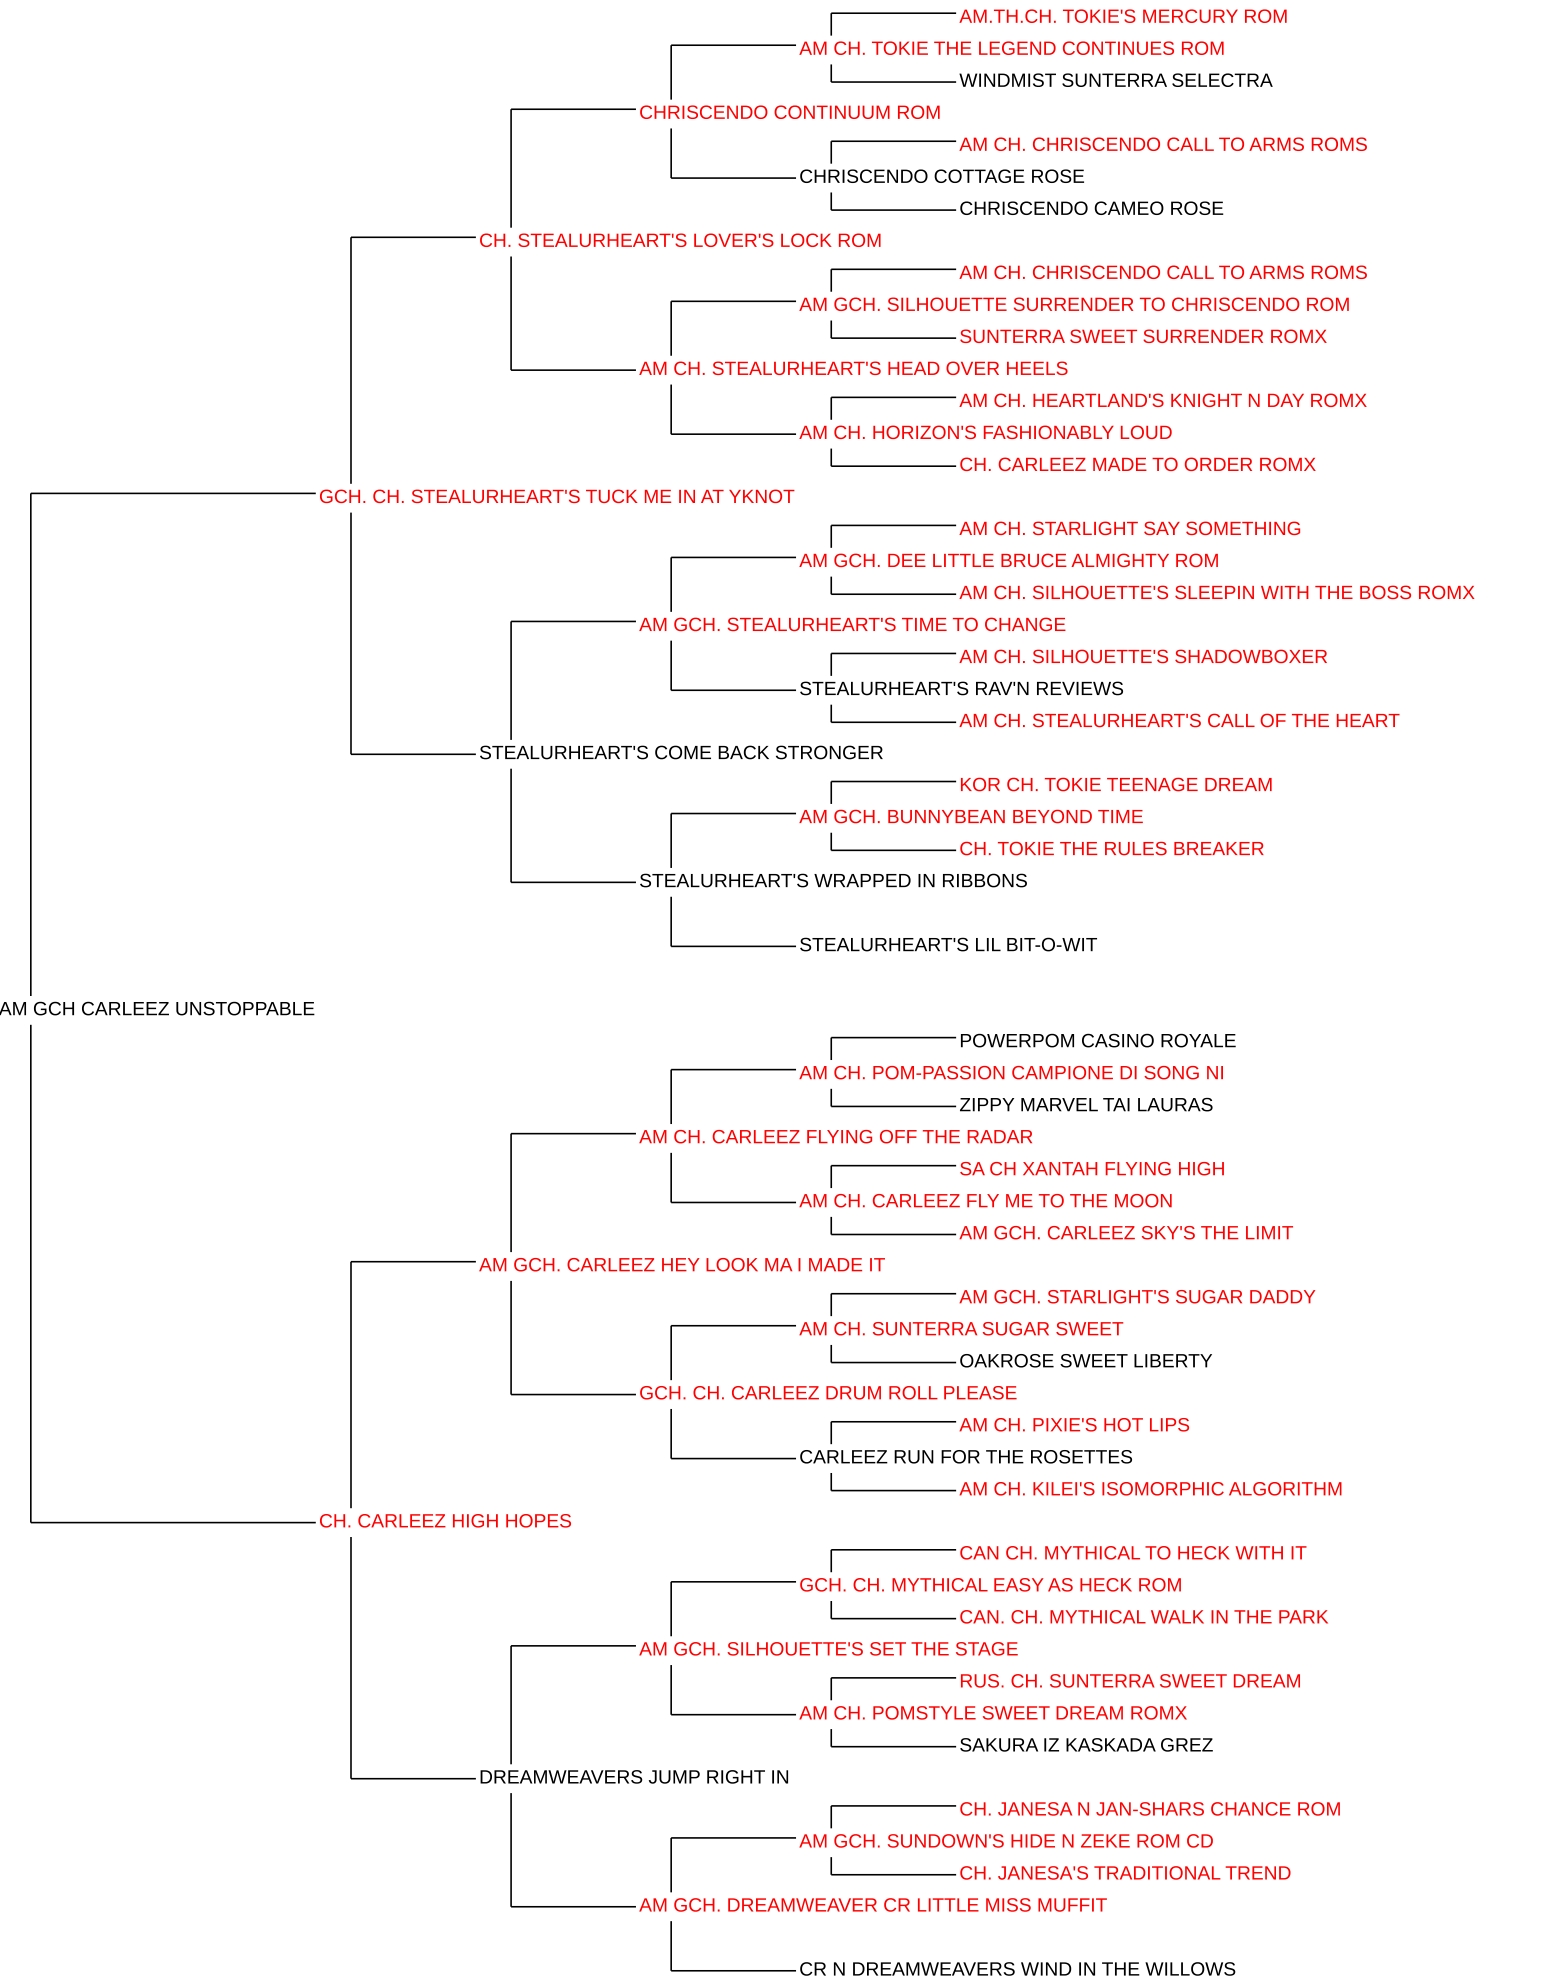 AM.TH.CH. TOKIE'S MERCURY ROM
AM CH. TOKIE THE LEGEND CONTINUES ROM
WINDMIST SUNTERRA SELECTRA
CHRISCENDO CONTINUUM ROM
AM CH. CHRISCENDO CALL TO ARMS ROMS
CHRISCENDO COTTAGE ROSE
CHRISCENDO CAMEO ROSE
CH. STEALURHEART'S LOVER'S LOCK ROM
AM CH. CHRISCENDO CALL TO ARMS ROMS
AM GCH. SILHOUETTE SURRENDER TO CHRISCENDO ROM
SUNTERRA SWEET SURRENDER ROMX
AM CH. STEALURHEART'S HEAD OVER HEELS
AM CH. HEARTLAND'S KNIGHT N DAY ROMX
AM CH. HORIZON'S FASHIONABLY LOUD
CH. CARLEEZ MADE TO ORDER ROMX
GCH. CH. STEALURHEART'S TUCK ME IN AT YKNOT
AM CH. STARLIGHT SAY SOMETHING
AM GCH. DEE LITTLE BRUCE ALMIGHTY ROM
AM CH. SILHOUETTE'S SLEEPIN WITH THE BOSS ROMX
AM GCH. STEALURHEART'S TIME TO CHANGE
AM CH. SILHOUETTE'S SHADOWBOXER
STEALURHEART'S RAV'N REVIEWS
AM CH. STEALURHEART'S CALL OF THE HEART
STEALURHEART'S COME BACK STRONGER
KOR CH. TOKIE TEENAGE DREAM
AM GCH. BUNNYBEAN BEYOND TIME
CH. TOKIE THE RULES BREAKER
STEALURHEART'S WRAPPED IN RIBBONS
STEALURHEART'S LIL BIT-O-WIT
AM GCH CARLEEZ UNSTOPPABLE
POWERPOM CASINO ROYALE
AM CH. POM-PASSION CAMPIONE DI SONG NI
ZIPPY MARVEL TAI LAURAS
AM CH. CARLEEZ FLYING OFF THE RADAR
SA CH XANTAH FLYING HIGH
AM CH. CARLEEZ FLY ME TO THE MOON
AM GCH. CARLEEZ SKY'S THE LIMIT
AM GCH. CARLEEZ HEY LOOK MA I MADE IT
AM GCH. STARLIGHT'S SUGAR DADDY
AM CH. SUNTERRA SUGAR SWEET
OAKROSE SWEET LIBERTY
GCH. CH. CARLEEZ DRUM ROLL PLEASE
AM CH. PIXIE'S HOT LIPS
CARLEEZ RUN FOR THE ROSETTES
AM CH. KILEI'S ISOMORPHIC ALGORITHM
CH. CARLEEZ HIGH HOPES
CAN CH. MYTHICAL TO HECK WITH IT
GCH. CH. MYTHICAL EASY AS HECK ROM
CAN. CH. MYTHICAL WALK IN THE PARK
AM GCH. SILHOUETTE'S SET THE STAGE
RUS. CH. SUNTERRA SWEET DREAM
AM CH. POMSTYLE SWEET DREAM ROMX
SAKURA IZ KASKADA GREZ
DREAMWEAVERS JUMP RIGHT IN
CH. JANESA N JAN-SHARS CHANCE ROM
AM GCH. SUNDOWN'S HIDE N ZEKE ROM CD
CH. JANESA'S TRADITIONAL TREND
AM GCH. DREAMWEAVER CR LITTLE MISS MUFFIT
CR N DREAMWEAVERS WIND IN THE WILLOWS